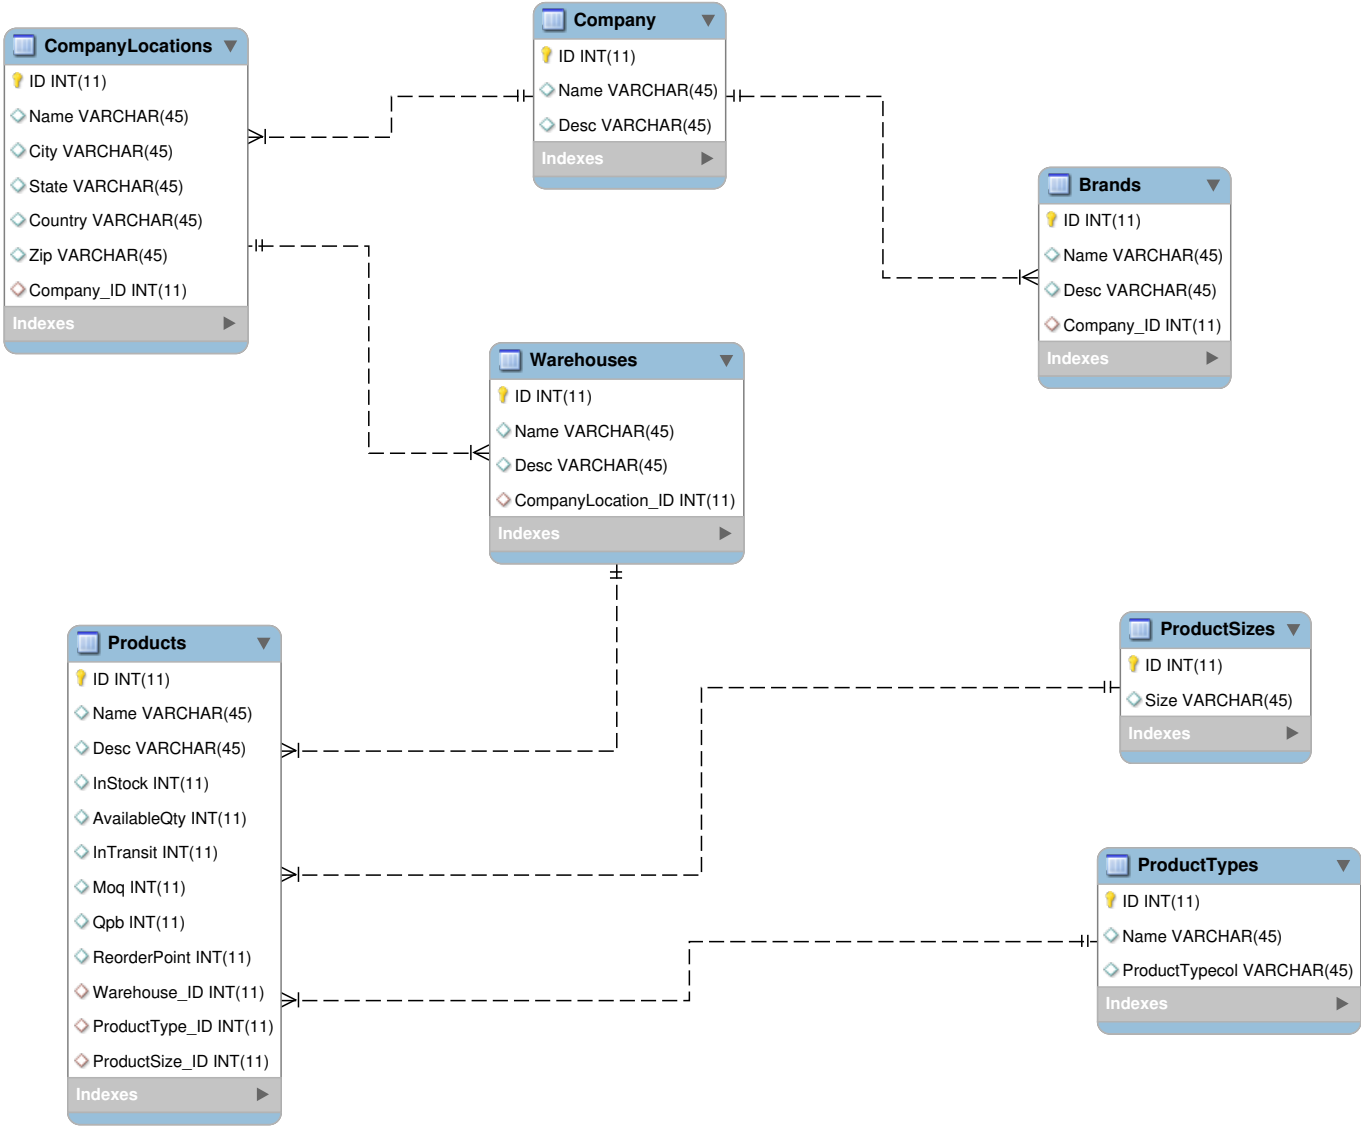 CompanyLocations
ID INT(11)
Name VARCHAR(45)
City VARCHAR(45)
State VARCHAR(45)
Country VARCHAR(45)
Zip VARCHAR(45)
Company_ID INT(11)
Indexes
Company
ID INT(11)
Name VARCHAR(45)
Desc VARCHAR(45)
Indexes
Brands
ID INT(11)
Name VARCHAR(45)
Desc VARCHAR(45)
Company_ID INT(11)
Indexes
Warehouses
ID INT(11)
Name VARCHAR(45)
Desc VARCHAR(45)
CompanyLocation_ID INT(11)
Indexes
Products
ID INT(11)
Name VARCHAR(45)
Desc VARCHAR(45)
InStock INT(11)
AvailableQty INT(11)
InTransit INT(11)
Moq INT(11)
Qpb INT(11)
ReorderPoint INT(11)
Warehouse_ID INT(11)
ProductType_ID INT(11)
ProductSize_ID INT(11)
Indexes
ProductSizes
ID INT(11)
Size VARCHAR(45)
Indexes
ProductTypes
ID INT(11)
Name VARCHAR(45)
ProductTypecol VARCHAR(45)
Indexes